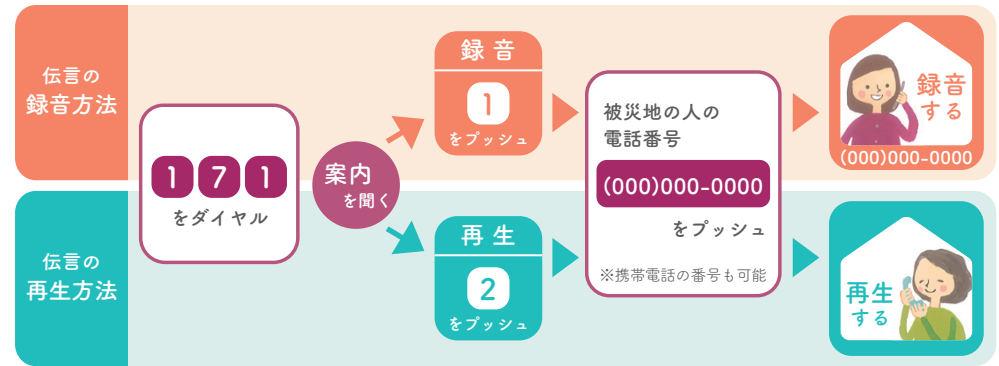 伝言の
録音方法
伝言の
再生方法
171
をダイヤル
案内
を聞く
録音
1
をプッシュ
再生
2
をプッシュ
被災地の人の
電話番号
(000)000-0000
をプッシュ
※携帯電話の番号も可能
録音
する
(000)000-0000
再生
する